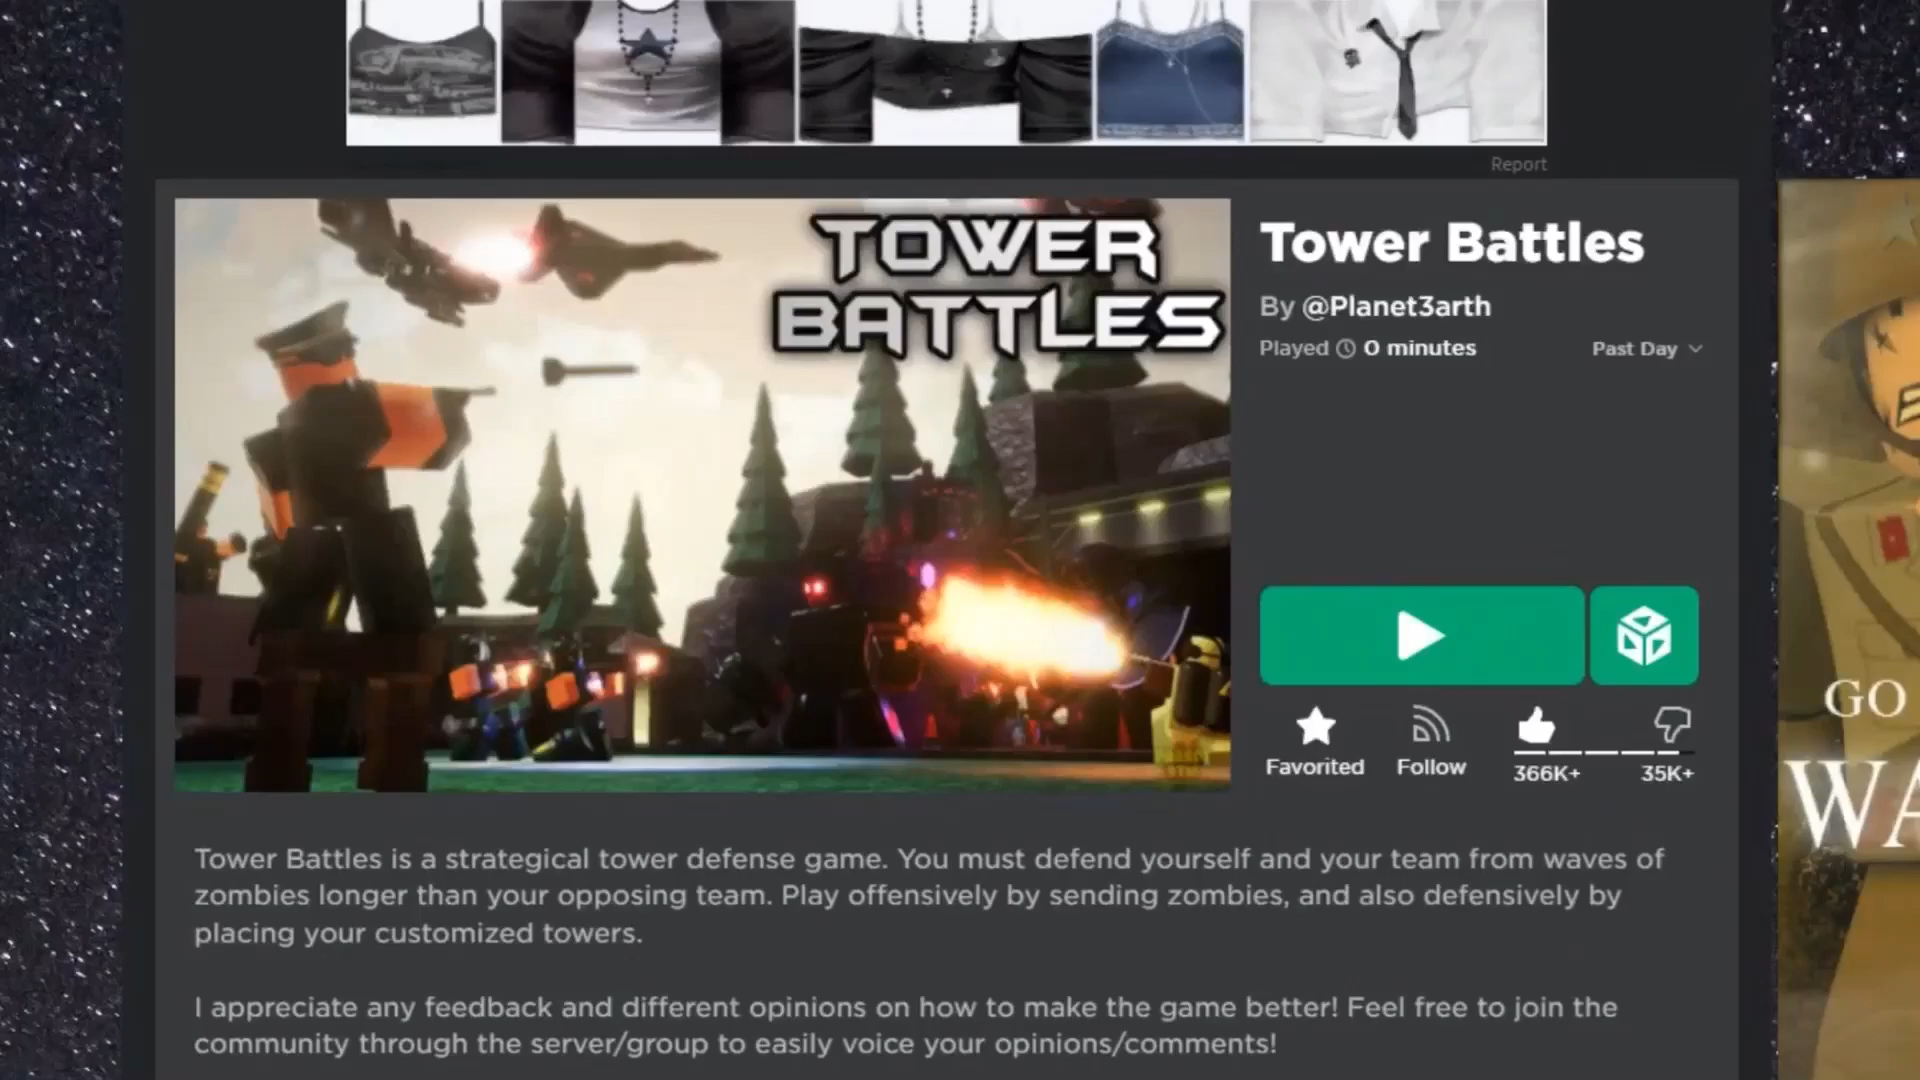 Report
TOWER
BATTLES
Tower Battles
By @Planet3arth
Played 0 minutes
Past Day
Favorited
Follow
366K+
35K+
GO
WA
Tower Battles is a strategical tower defense game. You must defend yourself and your team from waves of
zombies longer than your opposing team. Play offensively by sending zombies, and also defensively by
placing your customized towers.
I appreciate any feedback and different opinions on how to make the game better! Feel free to join the
community through the server/group to easily voice your opinions/comments!